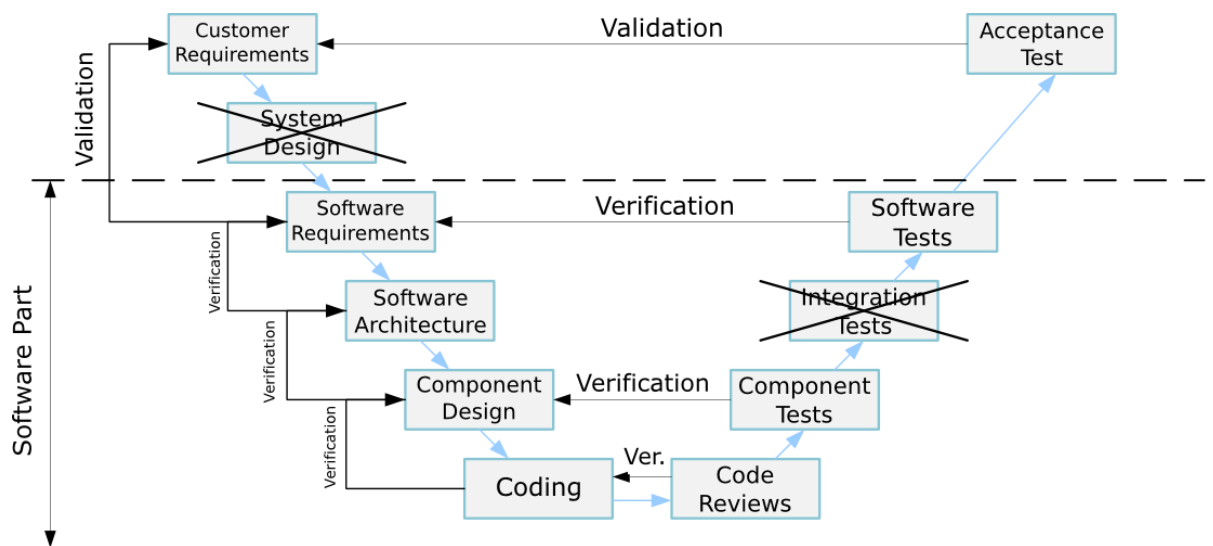 Customer
Requirements
Validation
Acceptance
Test
Validation
System
Design
Software
Requirements
Verification
Software
Tests
Verification
Software
Architecture
Integration
Tests
Software Part
Verification
Component
Design
Verification
Component
Tests
Verification
Coding
Ver.
Code
Reviews